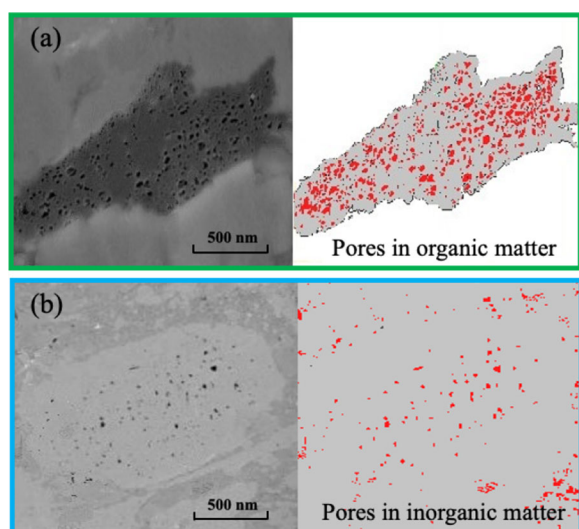 (a)
500 nm
Pores in organic matter
(b)
500 nm
Pores in inorganic matter